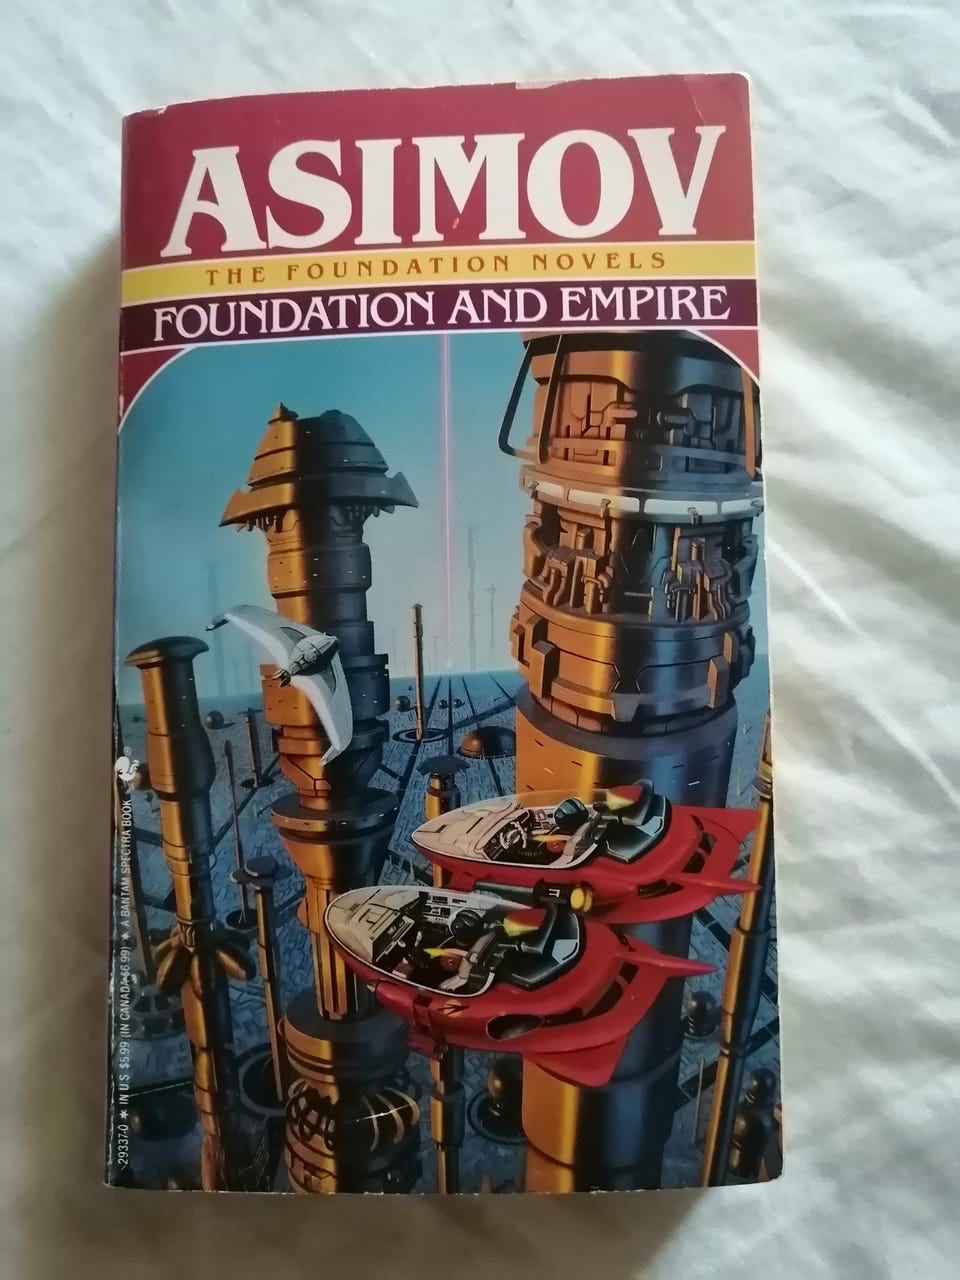 ASIMOV
THE FOUNDATION NOVELS
FOUNDATION AND EMPIRE
29337-0 ★ IN U.S. $5.99 (IN CANADA $6.99) ★ A BANTAM SPECTRA BOOK